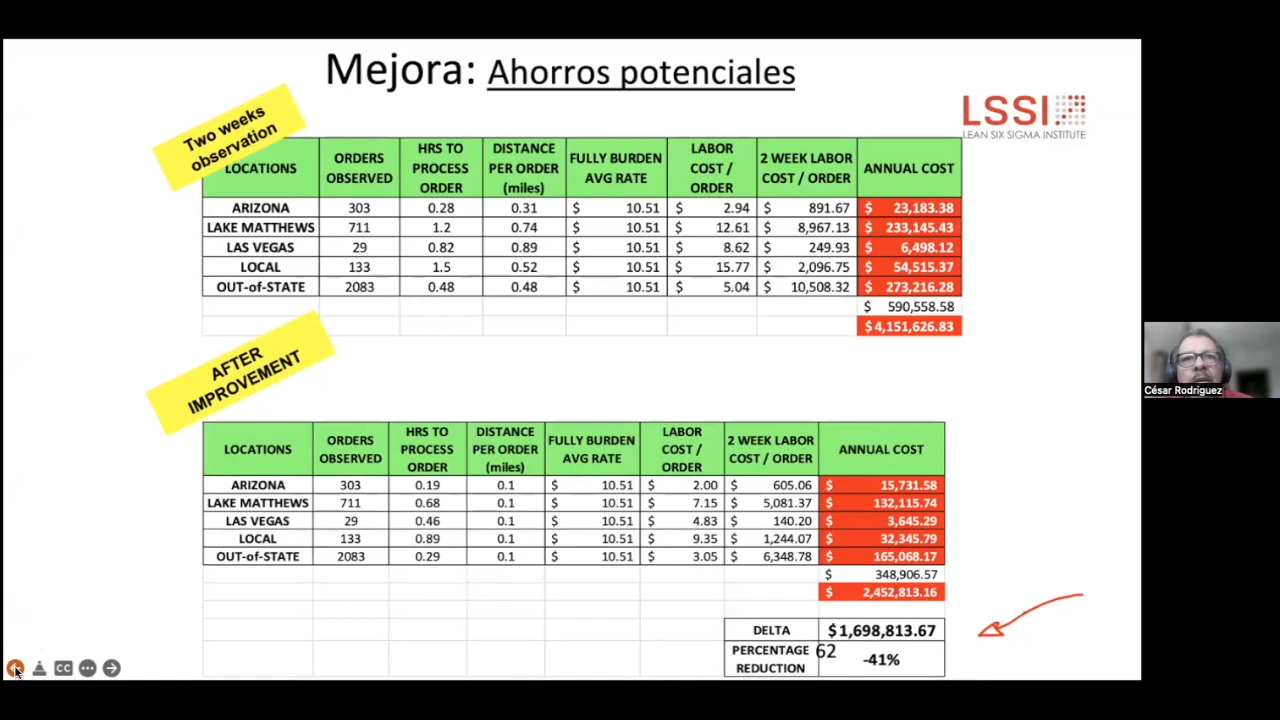 Mejora: Ahorros potenciales
LSSI
LEAN SIX SIGMA INSTITUTE
Two weeks
observation
LOCATIONS ORDERS OBSERVED HRS TO PROCESS ORDER DISTANCE PER ORDER (miles) FULLY BURDEN AVG RATE LABOR COST / ORDER 2 WEEK LABOR COST / ORDER ANNUAL COST
ARIZONA 303 0.28 0.31 $ 10.51 $ 2.94 $ 891.67 $ 23,183.38
LAKE MATTHEWS 711 1.2 0.74 $ 10.51 $ 12.61 $ 8,967.13 $ 233,145.43
LAS VEGAS 29 0.82 0.89 $ 10.51 $ 8.62 $ 249.93 $ 6,498.12
LOCAL 133 1.5 0.52 $ 10.51 $ 15.77 $ 2,096.75 $ 54,515.37
OUT-of-STATE 2083 0.48 0.48 $ 10.51 $ 5.04 $ 10,508.32 $ 273,216.28
$ 590,558.58
$4,151,626.83
AFTER
IMPROVEMENT
LOCATIONS ORDERS OBSERVED HRS TO PROCESS ORDER DISTANCE PER ORDER (miles) FULLY BURDEN AVG RATE LABOR COST / ORDER 2 WEEK LABOR COST / ORDER ANNUAL COST
ARIZONA 303 0.19 0.1 $ 10.51 $ 2.00 $ 605.06 $ 15,731.58
LAKE MATTHEWS 711 0.68 0.1 $ 10.51 $ 7.15 $ 5,081.37 $ 132,115.74
LAS VEGAS 29 0.46 0.1 $ 10.51 $ 4.83 $ 140.20 $ 3,645.29
LOCAL 133 0.89 0.1 $ 10.51 $ 9.35 $ 1,244.07 $ 32,345.79
OUT-of-STATE 2083 0.29 0.1 $ 10.51 $ 3.05 $ 6,348.78 $ 165,068.17
$ 348,906.57
$ 2,452,813.16
DELTA $1,698,813.67
PERCENTAGE REDUCTION -41%
62
CC
César Rodriguez